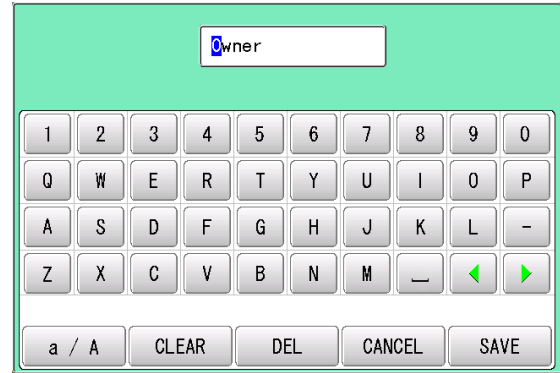 Owner
1 2 3 4 5 6 7 8 9 0
Q W E R T Y U I O P
A S D F G H J K L -
Z X C V B N M ⎵
a / A CLEAR DEL CANCEL SAVE